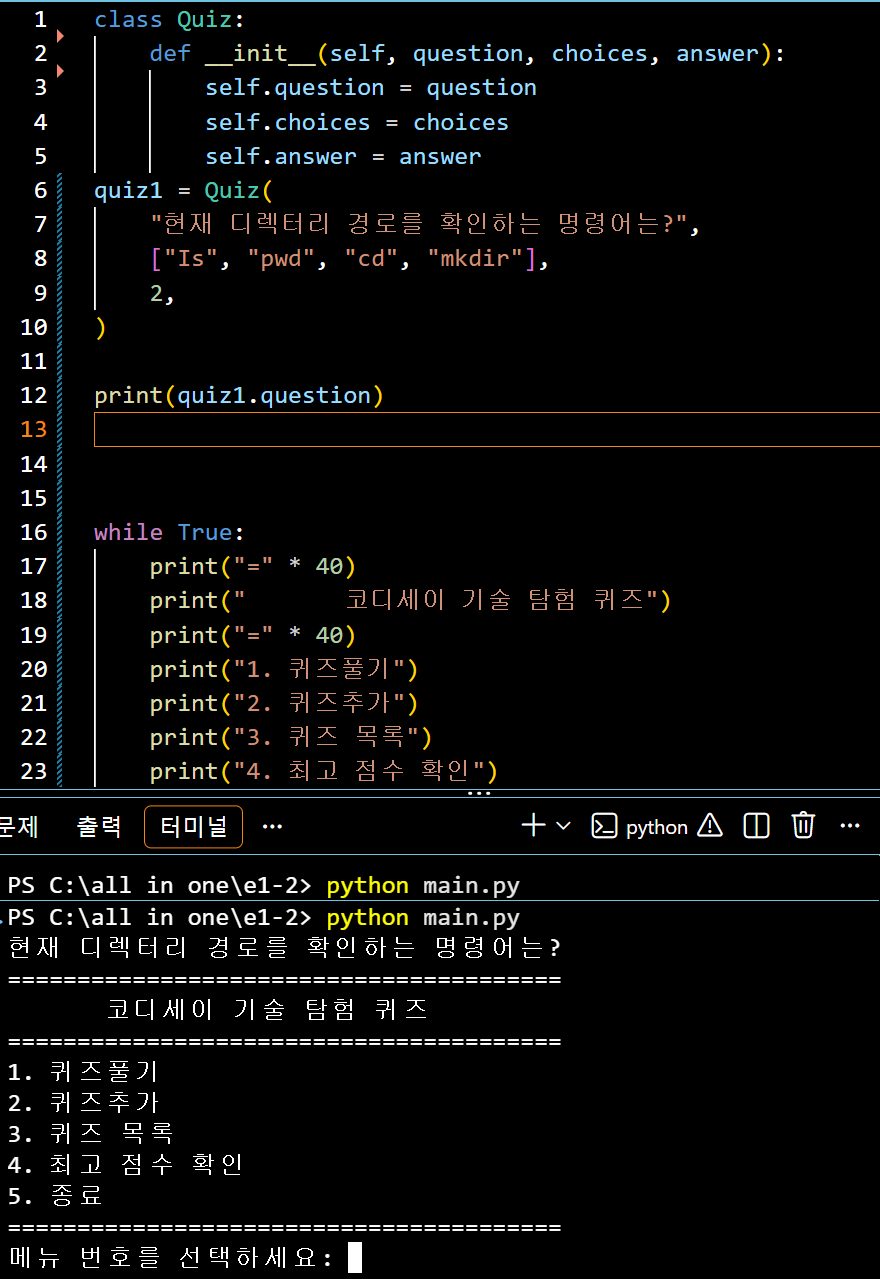 1 class Quiz:
2     def __init__(self, question, choices, answer):
3         self.question = question
4         self.choices = choices
5         self.answer = answer
6 quiz1 = Quiz(
7     "현재 디렉터리 경로를 확인하는 명령어는?",
8     ["Is", "pwd", "cd", "mkdir"],
9     2,
10 )
11
12 print(quiz1.question)
13
14
15
16 while True:
17     print("=" * 40)
18     print("       코디세이 기술 탐험 퀴즈")
19     print("=" * 40)
20     print("1. 퀴즈풀기")
21     print("2. 퀴즈추가")
22     print("3. 퀴즈 목록")
23     print("4. 최고 점수 확인")
문제 출력 터미널 ··· python ···
PS C:\all in one\e1-2> python main.py
PS C:\all in one\e1-2> python main.py
현재 디렉터리 경로를 확인하는 명령어는?
========================================
       코디세이 기술 탐험 퀴즈
========================================
1. 퀴즈풀기
2. 퀴즈추가
3. 퀴즈 목록
4. 최고 점수 확인
5. 종료
========================================
메뉴 번호를 선택하세요: